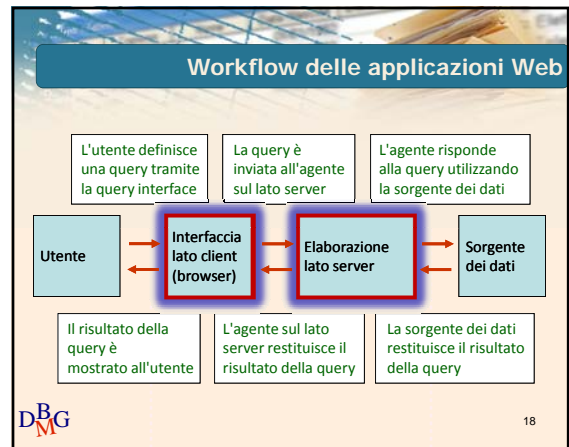 Workflow delle applicazioni Web
L'utente definisce
una query tramite
la query interface
La query è
inviata all'agente
sul lato server
L'agente risponde
alla query utilizzando
la sorgente dei dati
Utente
Interfaccia
lato client
(browser)
Elaborazione
lato server
Sorgente
dei dati
Il risultato della
query è
mostrato all'utente
L'agente sul lato
server restituisce il
risultato della query
La sorgente dei dati
restituisce il risultato
della query
DBMG
18